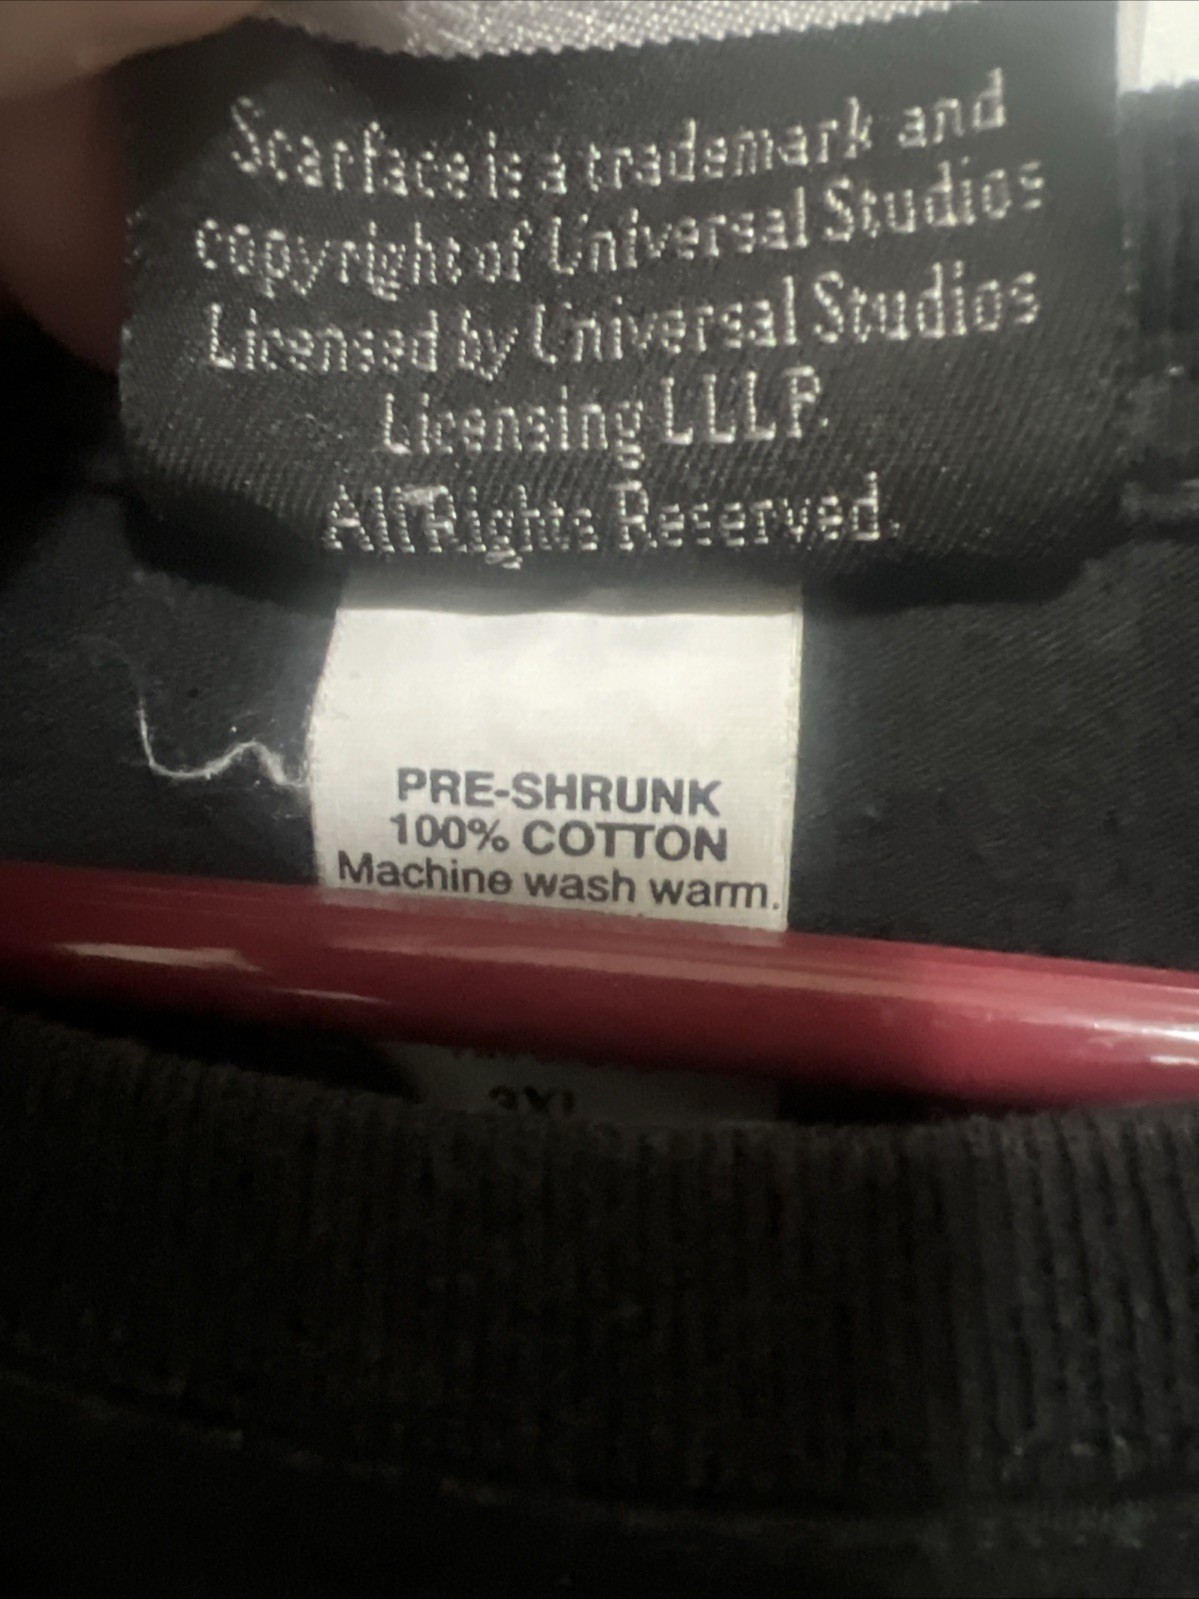 Scarface is a trademark and
copyright of Universal Studios
Licensed by Universal Studios
Licensing LLLP.
All Rights Reserved.
PRE-SHRUNK
100% COTTON
Machine wash warm.
3XL